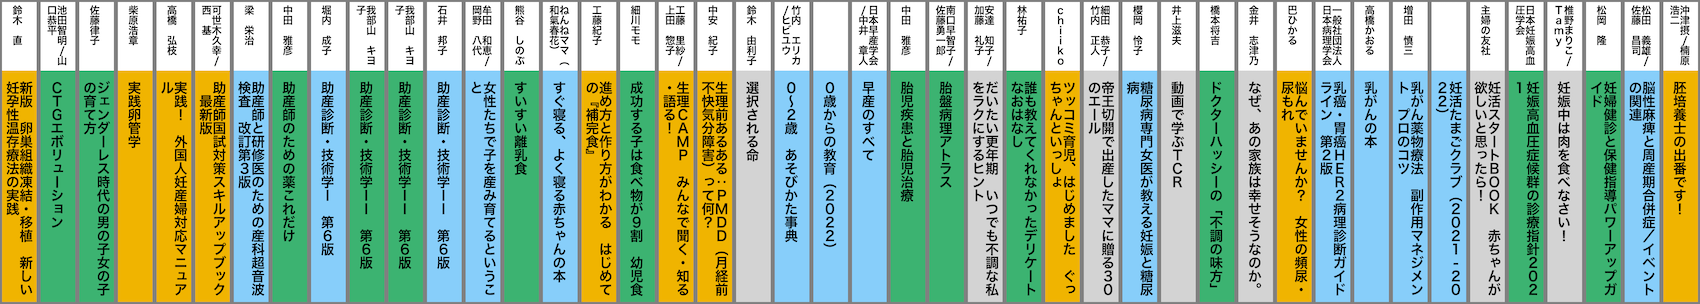 沖津摂/楠原
浩二
胚培養士の出番です!
松田 義雄/
佐藤 昌司
脳性麻痺と周産期合併症/イベント
の関連
松岡 隆
妊婦健診と保健指導パワーアップガ
イド
椎野まりこ/
Tamy
妊娠中は肉を食べなさい!
日本妊娠高血
圧学会
妊娠高血圧症候群の診療指針202
1
主婦の友社
妊活スタートBOOK 赤ちゃんが
欲しいと思ったら!
妊活たまごクラブ(2021-20
22)
増田 慎三
乳がん薬物療法 副作用マネジメン
ト プロのコツ
高橋かおる
乳がんの本
一般社団法人
日本病理学会
乳癌・胃癌HER2病理診断ガイド
ライン 第2版
巴ひかる
悩んでいませんか? 女性の頻尿・
尿もれ
金井 志津乃
なぜ、あの家族は幸せそうなのか。
橋本将吉
ドクターハッシーの「不調の味方」
井上滋夫
動画で学ぶTCR
櫻岡 怜子
糖尿病専門女医が教える妊娠と糖尿
病
細田 恭子/
竹内 正人
帝王切開で出産したママに贈る30
のエール
chiiko
ツッコミ育児、はじめました ぐっ
ちゃんといっしょ
林祐子
誰も教えてくれなかったデリケート
なおはなし
安達 知子/
加藤 礼
だいたい更年期 いつでも不調な私
をラクにするヒント
南口早智子/
佐藤勇一郎
胎盤病理アトラス
中田 雅彦
胎児疾患と胎児治療
日本早産学会
/中井 章人
早産のすべて
0歳からの教育(2022)
竹内 エリカ
/ヒビユウ
0〜2歳 あそびかた事典
鈴木 由利子
選択される命
中安 紀子
生理前あるある:PMDD(月経前
不快気分障害)って何?
工藤 里紗/
上田 惣子
生理CAMP みんなで聞く・知る
・語る!
細川モモ
成功する子は食べ物が9割 幼児食
工藤紀子
進め方と作り方がわかる はじめて
の『補完食』
ねんねママ(
和氣春花)
すぐ寝る、よく寝る赤ちゃんの本
熊谷 しのぶ
すいすい離乳食
牟田 和恵/
岡野 八代
女性たちで子を産み育てるというこ
と
石井 邦子
助産診断・技術学II 第6版
我部山 キヨ
子
助産診断・技術学II 第6版
我部山 キヨ
子
助産診断・技術学II 第6版
堀内 成子
助産診断・技術学I 第6版
中田 雅彦
助産師のための薬これだけ
梁 栄治
助産師と研修医のための産科超音波
検査 改訂第3版
可世木久幸/
西 基
助産師国試対策スキルアップブック
最新版
高橋 弘枝
実践! 外国人妊産婦対応マニュア
ル
柴原浩章
実践卵管学
佐藤律子
ジェンダーレス時代の男の子女の子
の育て方
池田智明/山
口恭平
CTGエボリューション
鈴木 直
新版 卵巣組織凍結・移植 新しい
妊孕性温存療法の実践